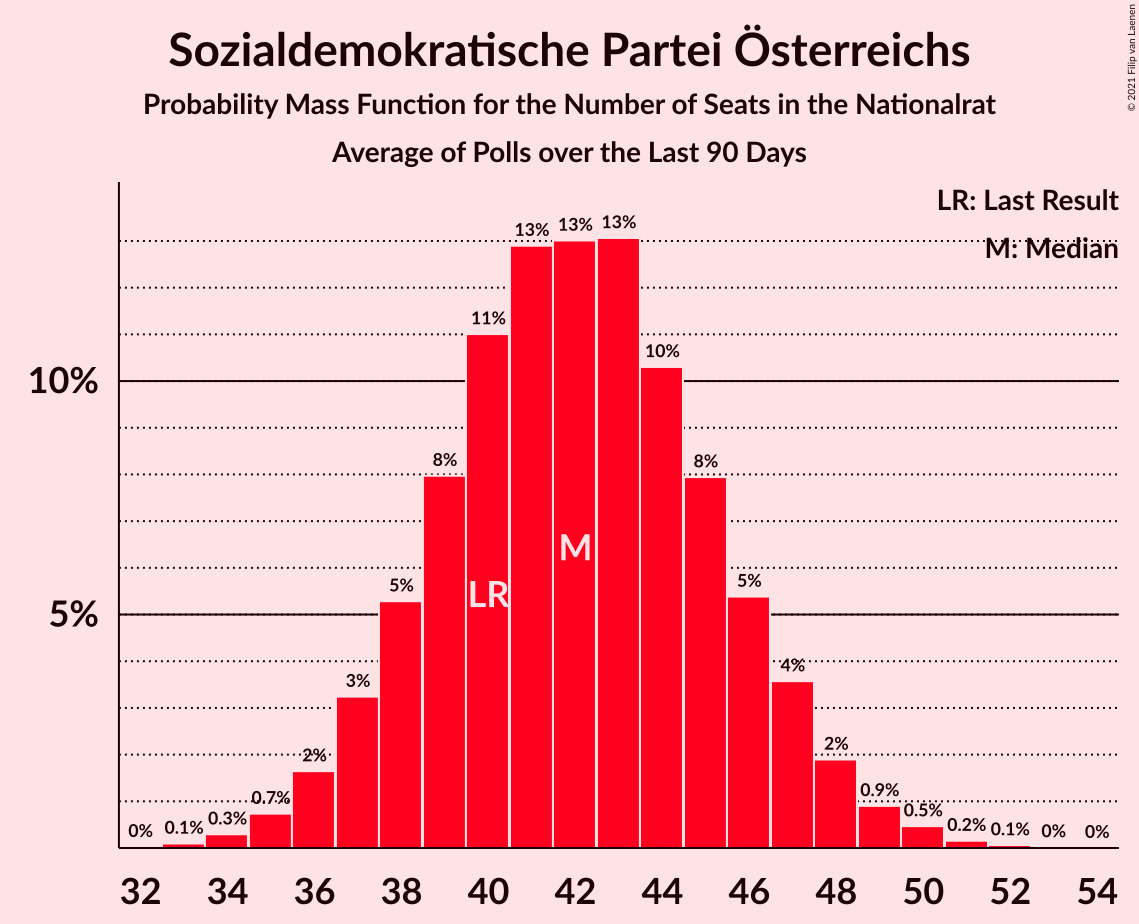 Sozialdemokratische Partei Österreichs
Probability Mass Function for the Number of Seats in the Nationalrat
Average of Polls over the Last 90 Days
© 2021 Filip van Laenen
LR: Last Result
M: Median
10%
5%
0%
0.1%
0.3%
0.7%
2%
3%
5%
8%
11%
13%
13%
13%
10%
8%
5%
4%
2%
0.9%
0.5%
0.2%
0.1%
0%
0%
LR
M
32 34 36 38 40 42 44 46 48 50 52 54